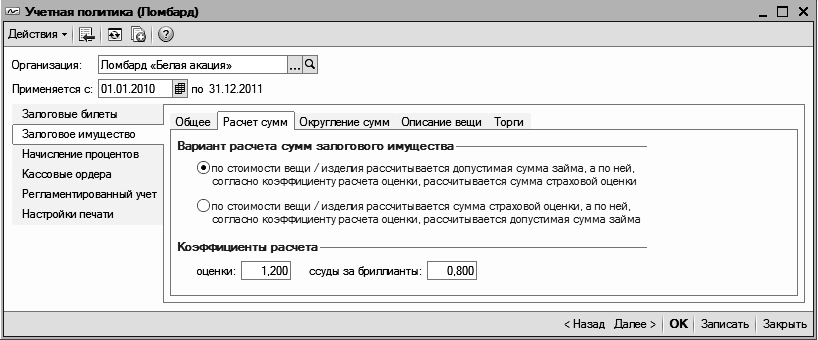 Учетная политика (Ломбард)
Действия
Организация: Ломбард «Белая акация» ...
Применяется с: 01.01.2010 по 31.12.2011
Залоговые билеты
Залоговое имущество
Начисление процентов
Кассовые ордера
Регламентированный учет
Настройки печати
Общее Расчет сумм Округление сумм Описание вещи Торги
Вариант расчета сумм залогового имущества
по стоимости вещи / изделия рассчитывается допустимая сумма займа, а по ней,
согласно коэффициенту расчета оценки, рассчитывается сумма страховой оценки
по стоимости вещи / изделия рассчитывается сумма страховой оценки, а по ней,
согласно коэффициенту расчета оценки, рассчитывается допустимая сумма займа
Коэффициенты расчета
оценки: 1,200 ссуды за бриллианты: 0,800
< Назад Далее > OK Записать Закрыть